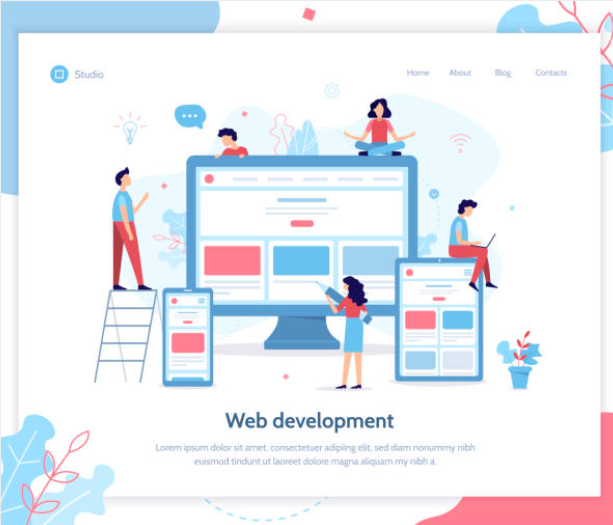 Studio
Home About Blog Contacts
Web development
Lorem ipsum dolor sit amet, consectetuer adipiing elit, sed diam nonummy nibh
euismod tindunt ut laoreet dolore magna aliquam my nibh a.